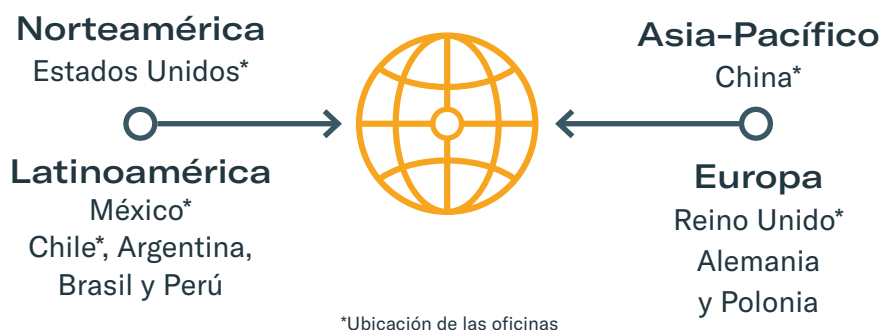 Norteamérica
Estados Unidos*
Latinoamérica
México*
Chile*, Argentina,
Brasil y Perú
Asia-Pacífico
China*
Europa
Reino Unido*
Alemania
y Polonia
*Ubicación de las oficinas